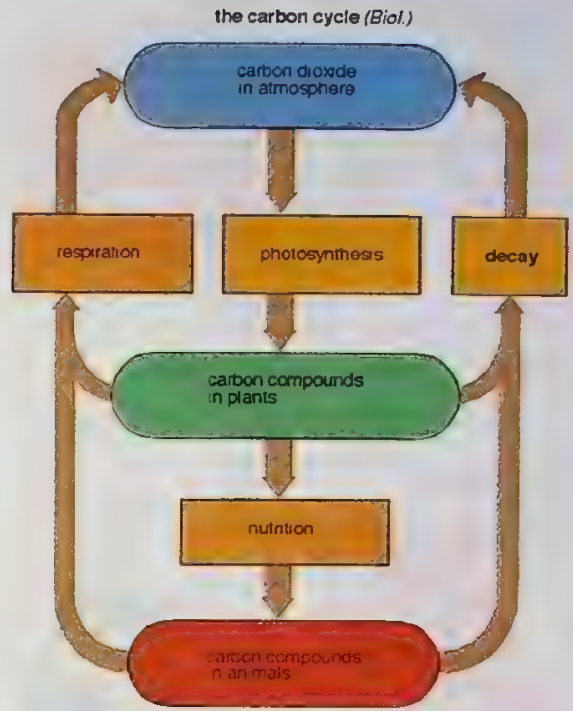 the carbon cycle (Biol.)
carbon dioxide
in atmosphere
respiration
photosynthesis
decay
carbon compounds
in plants
nutrition
carbon compounds
in animals